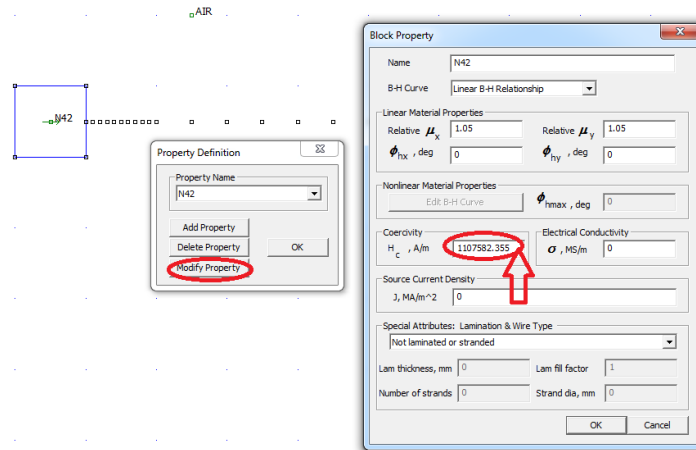 AIR
N42
Property Definition
Property Name
N42
Add Property
Delete Property
OK
Modify Property
Block Property
Name
N42
B-H Curve
Linear B-H Relationship
Linear Material Properties
Relative μx
1.05
Relative μy
1.05
ϕhx , deg
0
ϕhy , deg
0
Nonlinear Material Properties
Edit B-H Curve
ϕhmax , deg
0
Coercivity
Hc , A/m
1107582.355
Electrical Conductivity
σ , MS/m
0
Source Current Density
J, MA/m^2
0
Special Attributes: Lamination & Wire Type
Not laminated or stranded
Lam thickness, mm
0
Lam fill factor
1
Number of strands
0
Strand dia, mm
0
OK
Cancel